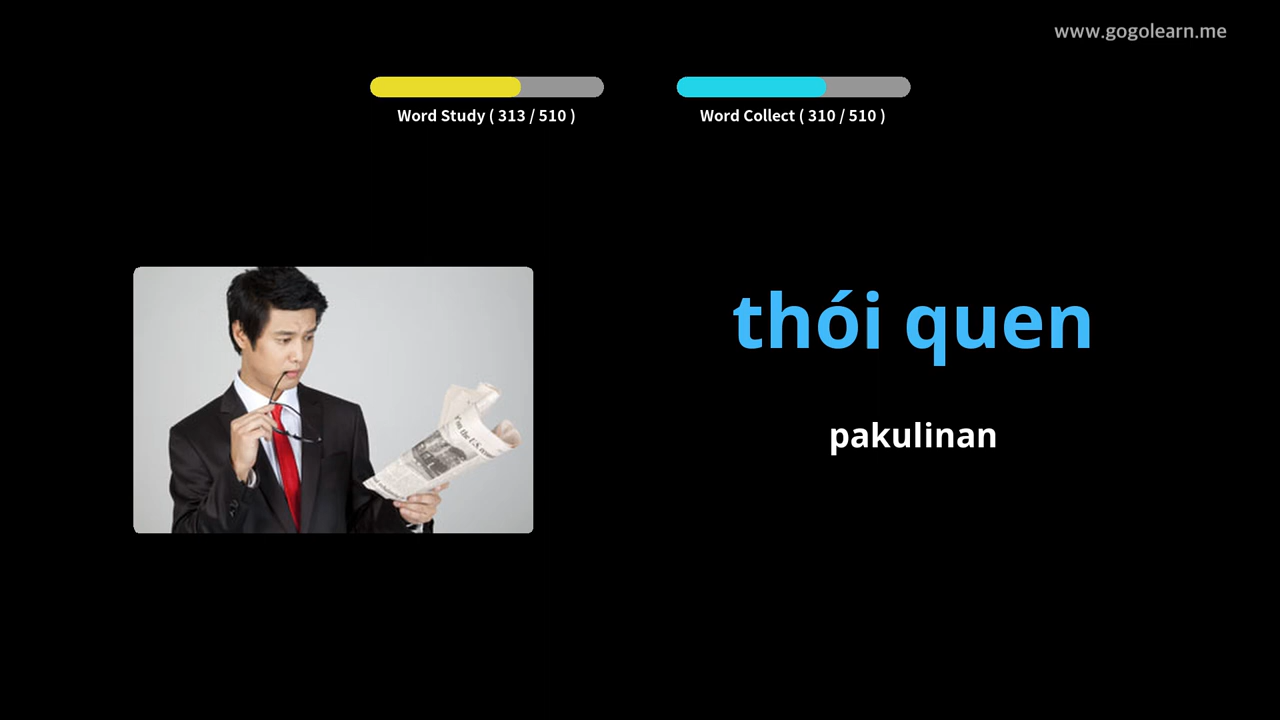 www.gogolearn.me
Word Study ( 313 / 510 )
Word Collect ( 310 / 510 )
thói quen
pakulinan